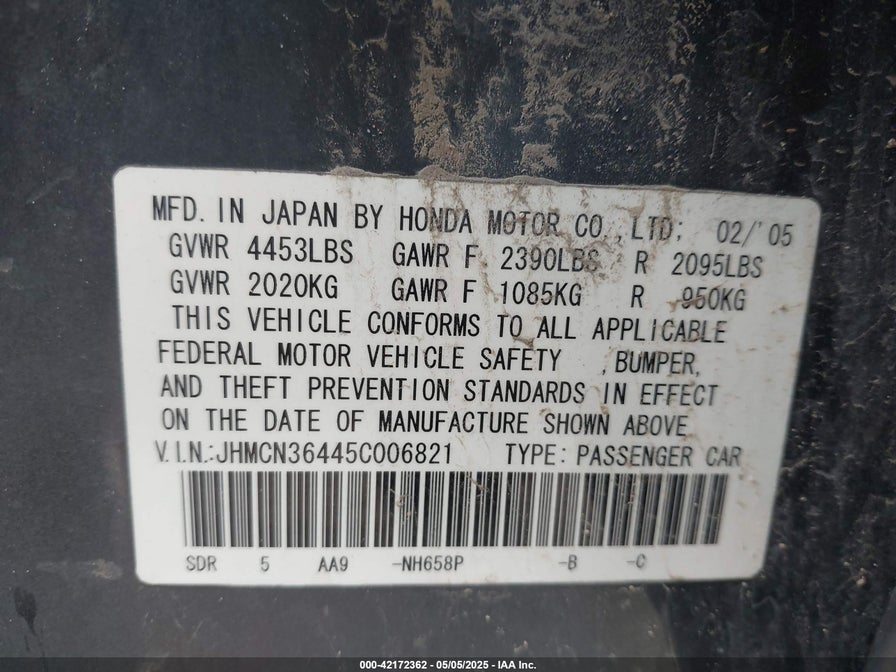 MFD. IN JAPAN BY HONDA MOTOR CO., LTD; 02/'05
GVWR 4453LBS GAWR F 2390LBS R 2095LBS
GVWR 2020KG GAWR F 1085KG R 950KG
THIS VEHICLE CONFORMS TO ALL APPLICABLE
FEDERAL MOTOR VEHICLE SAFETY , BUMPER,
AND THEFT PREVENTION STANDARDS IN EFFECT
ON THE DATE OF MANUFACTURE SHOWN ABOVE
V.I.N.:JHMCN36445C006821 TYPE: PASSENGER CAR
SDR 5 AA9 -NH658P -B -C
000-42172362 - 05/05/2025 - IAA Inc.